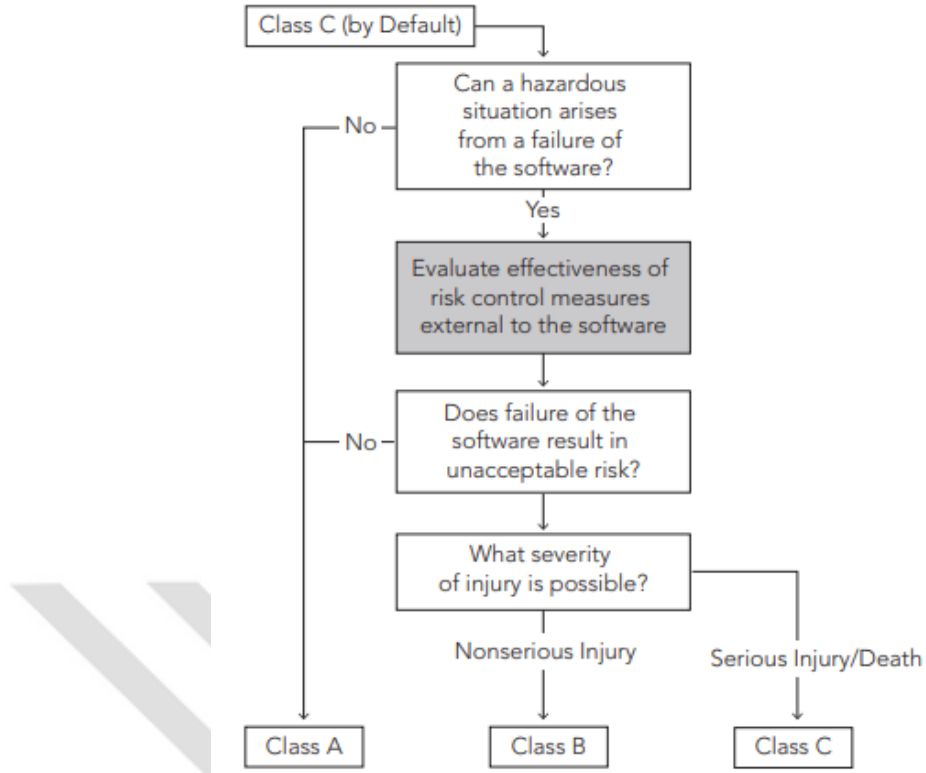 Class C (by Default)
Can a hazardous
situation arises
from a failure of
the software?
No
Yes
Evaluate effectiveness of
risk control measures
external to the software
Does failure of the
software result in
unacceptable risk?
No
What severity
of injury is possible?
Nonserious Injury
Serious Injury/Death
Class A
Class B
Class C